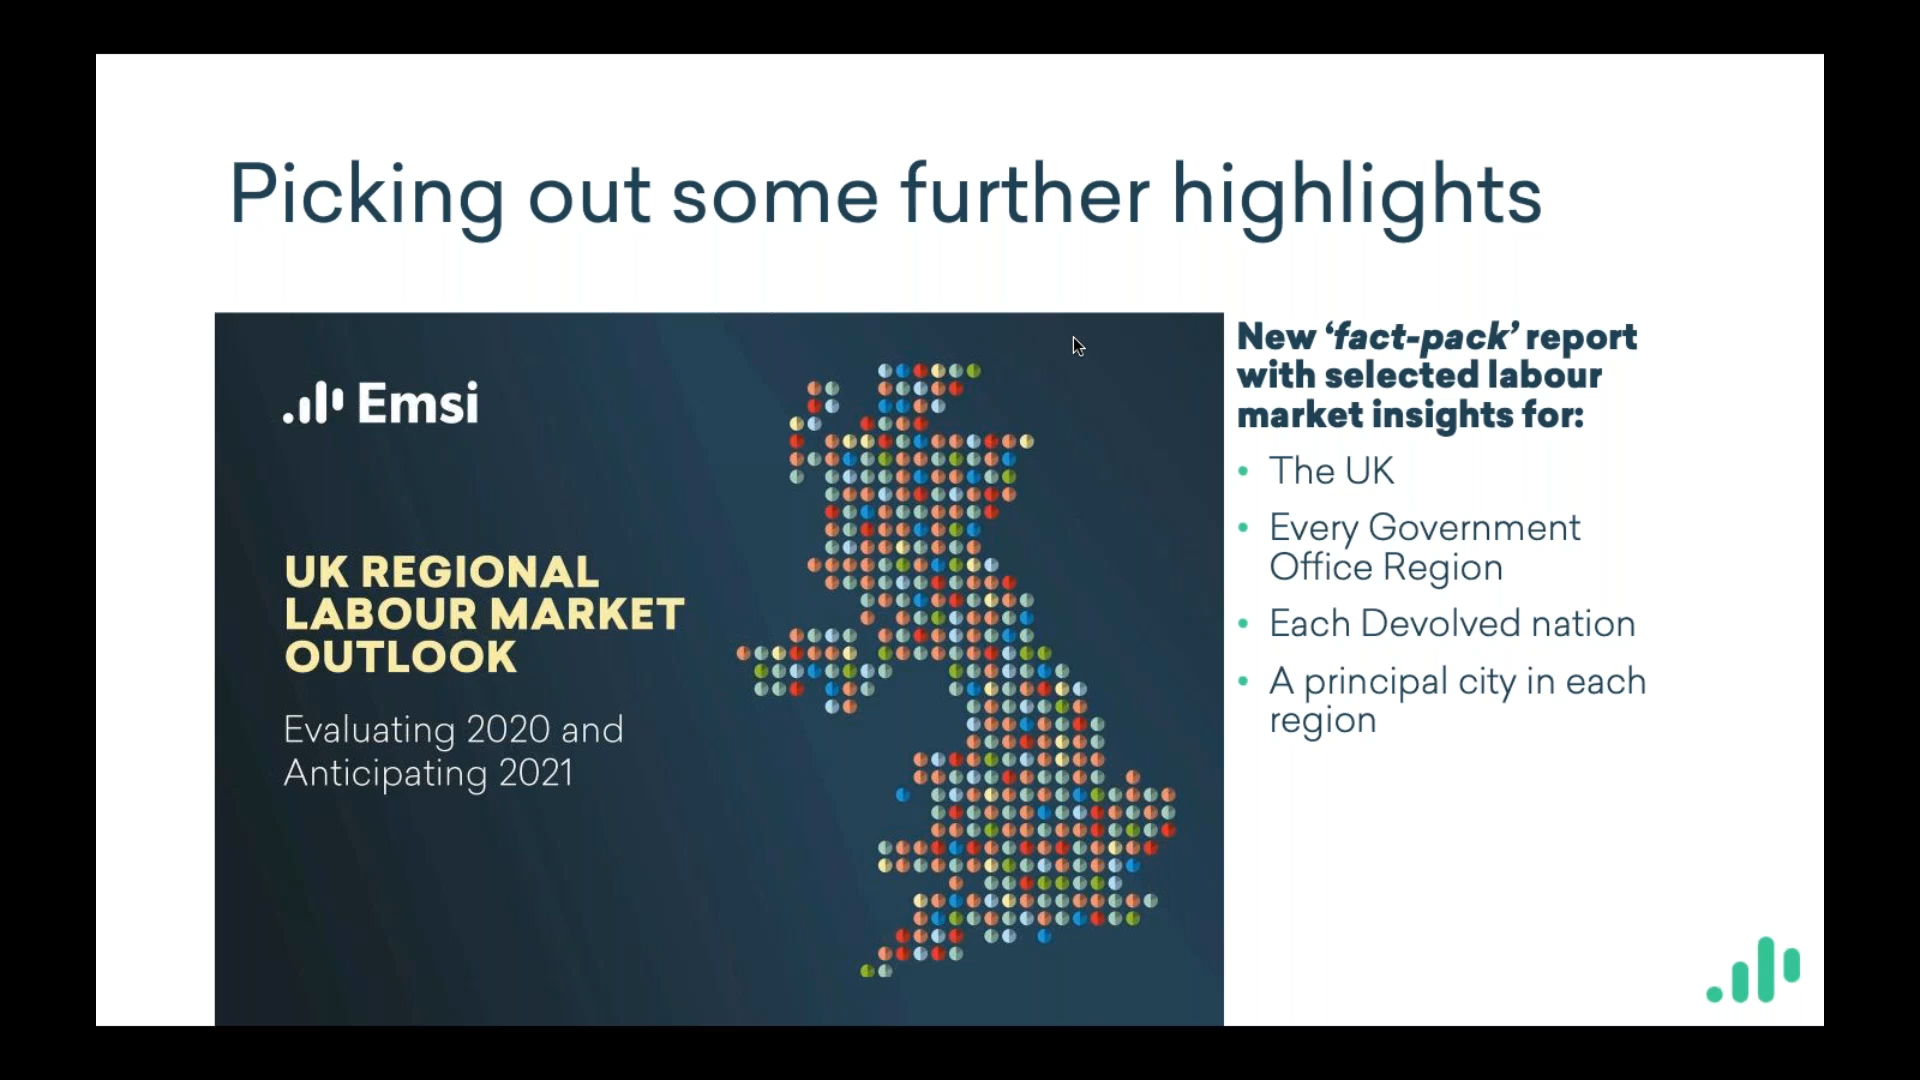 Picking out some further highlights
Emsi
UK REGIONAL
LABOUR MARKET
OUTLOOK
Evaluating 2020 and
Anticipating 2021
New ‘fact-pack’ report
with selected labour
market insights for:
• The UK
• Every Government
Office Region
• Each Devolved nation
• A principal city in each
region